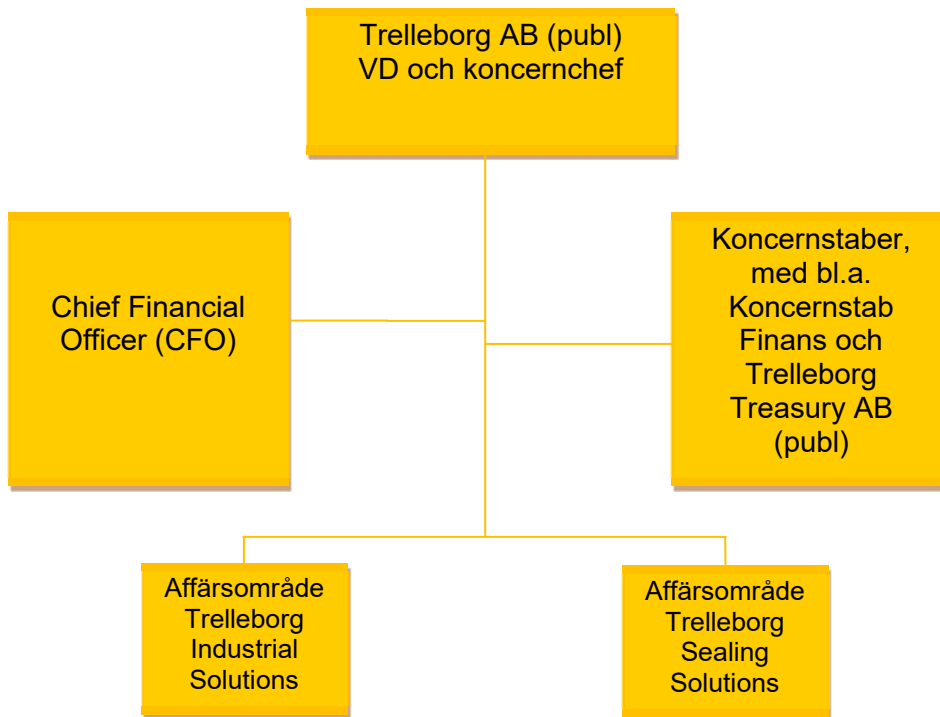 Trelleborg AB (publ)
VD och koncernchef
Chief Financial
Officer (CFO)
Koncernstaber,
med bl.a.
Koncernstab
Finans och
Trelleborg
Treasury AB
(publ)
Affärsområde
Trelleborg
Industrial
Solutions
Affärsområde
Trelleborg
Sealing
Solutions